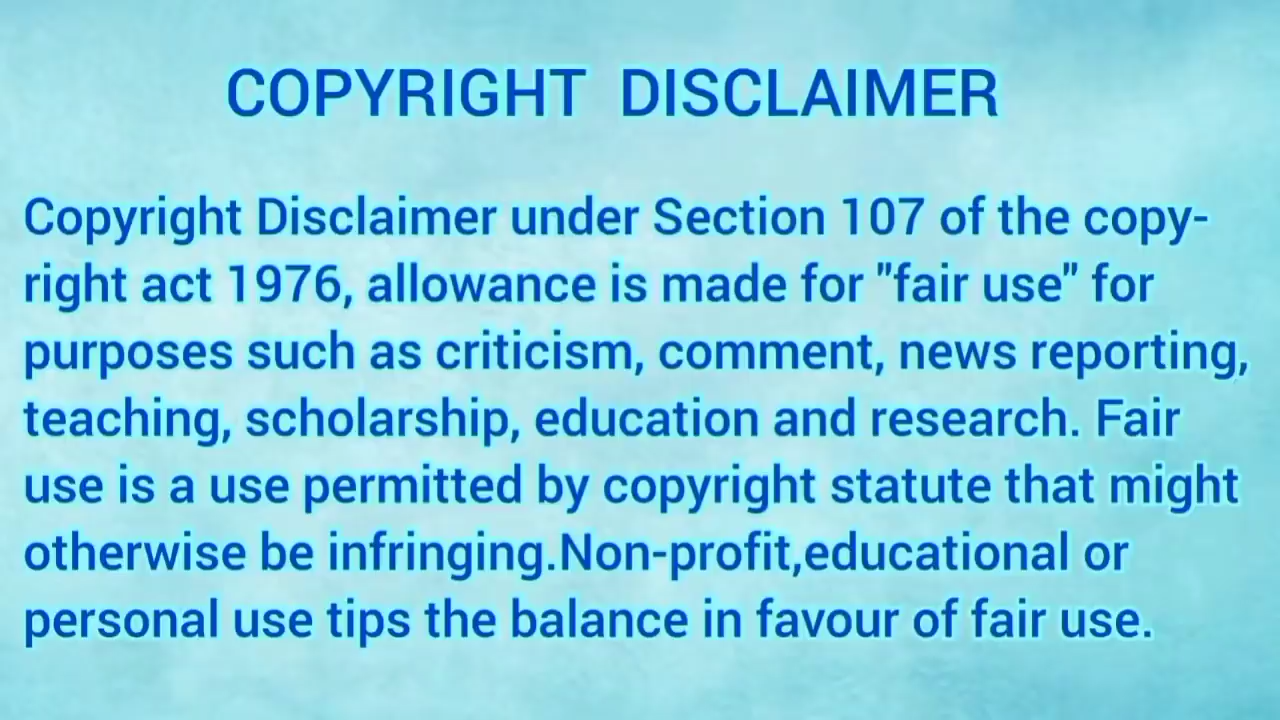 COPYRIGHT DISCLAIMER
Copyright Disclaimer under Section 107 of the copy-
right act 1976, allowance is made for "fair use" for
purposes such as criticism, comment, news reporting,
teaching, scholarship, education and research. Fair
use is a use permitted by copyright statute that might
otherwise be infringing.Non-profit,educational or
personal use tips the balance in favour of fair use.